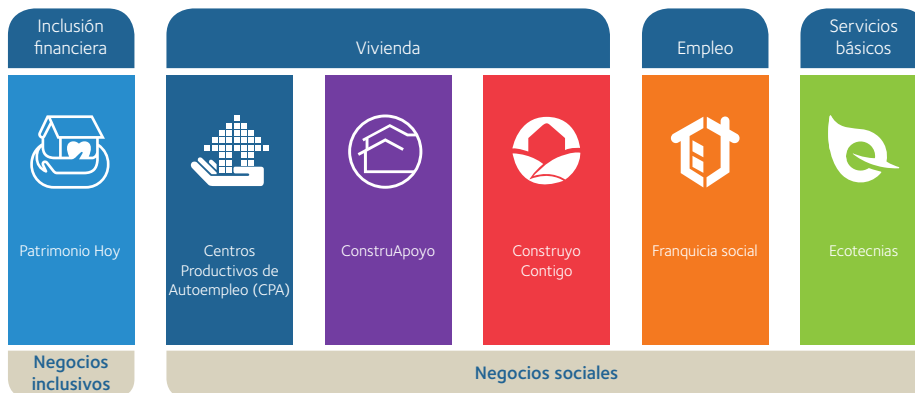 Inclusión
financiera
Vivienda
Empleo
Servicios
básicos
Patrimonio Hoy
Centros
Productivos de
Autoempleo (CPA)
ConstruApoyo
Construyo
Contigo
Franquicia social
Ecotecnias
Negocios
inclusivos
Negocios sociales